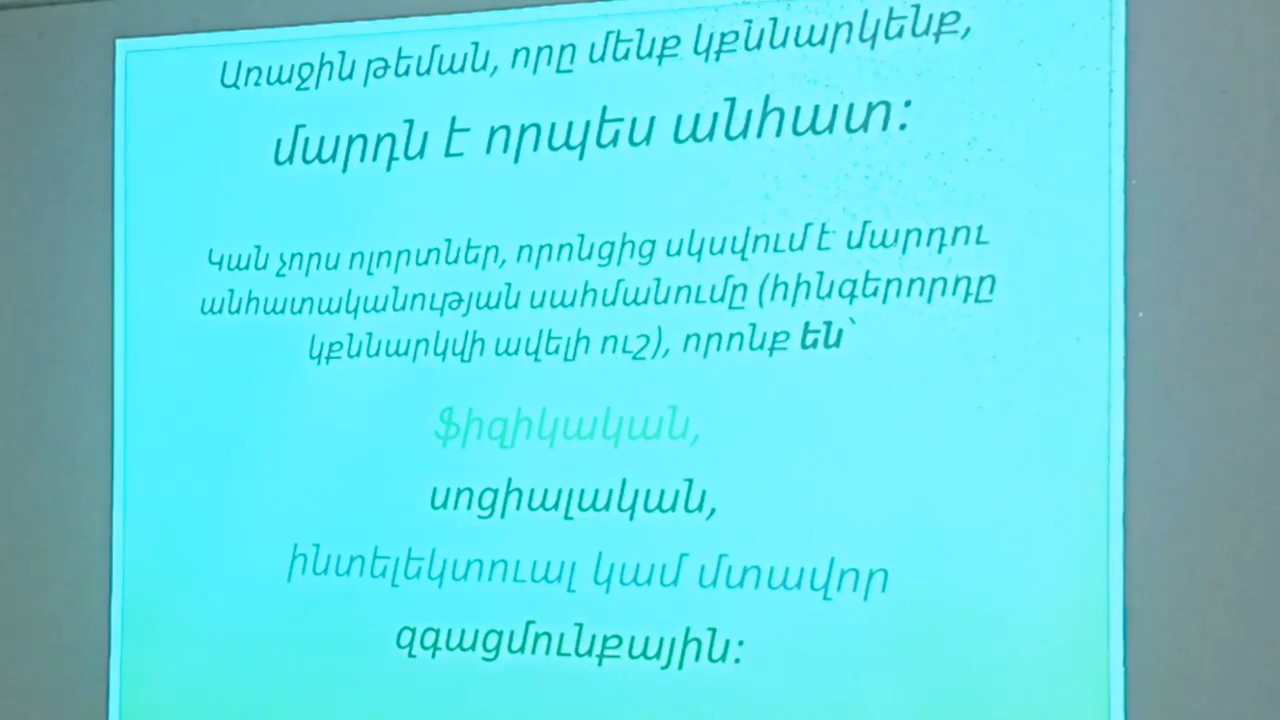 Առաջին թեման, որը մենք կքննարկենք,
մարդն է որպես անհատ:
Կան չորս ոլորտներ, որոնցից սկսվում է մարդու
անհատականության սահմանումը (հինգերորդը
կքննարկվի ավելի ուշ), որոնք են՝
ֆիզիկական,
սոցիալական,
ինտելեկտուալ կամ մտավոր
զգացմունքային: